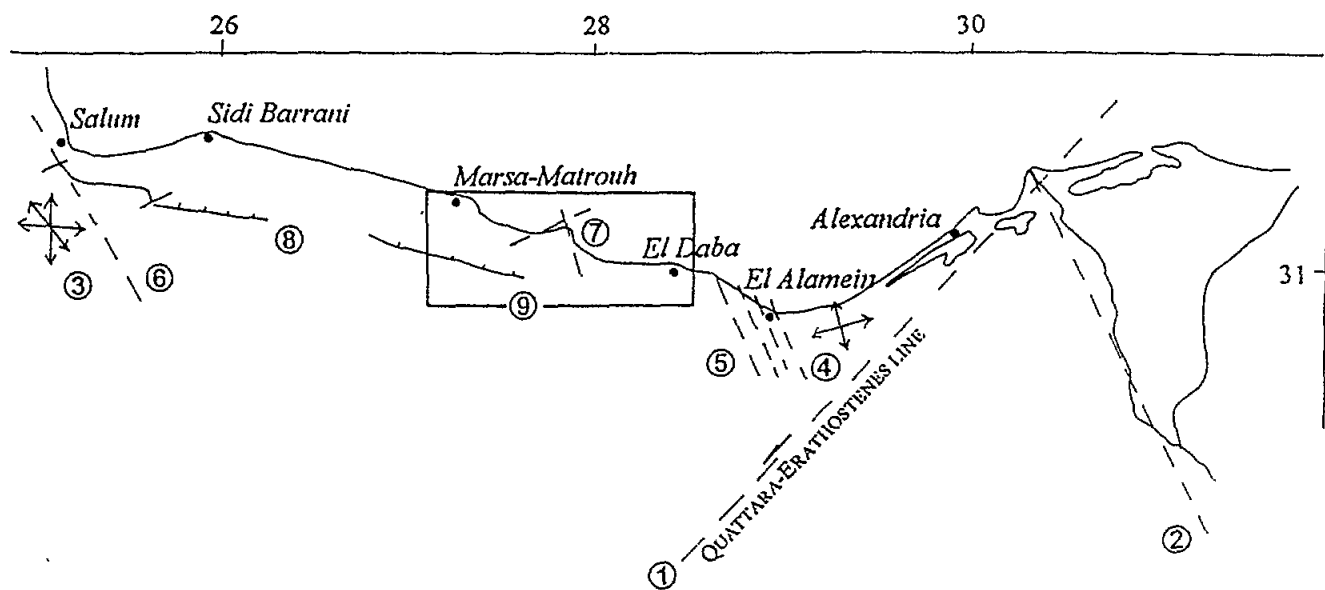 26 28 30
Salum
Sidi Barrani
Marsa-Matrouh
⑦
Alexandria
⑧
El Daba
③
⑥
El Alamein
31
⑨
⑤
④
QUATTARA-ERATHOSTENES LINE
②
①